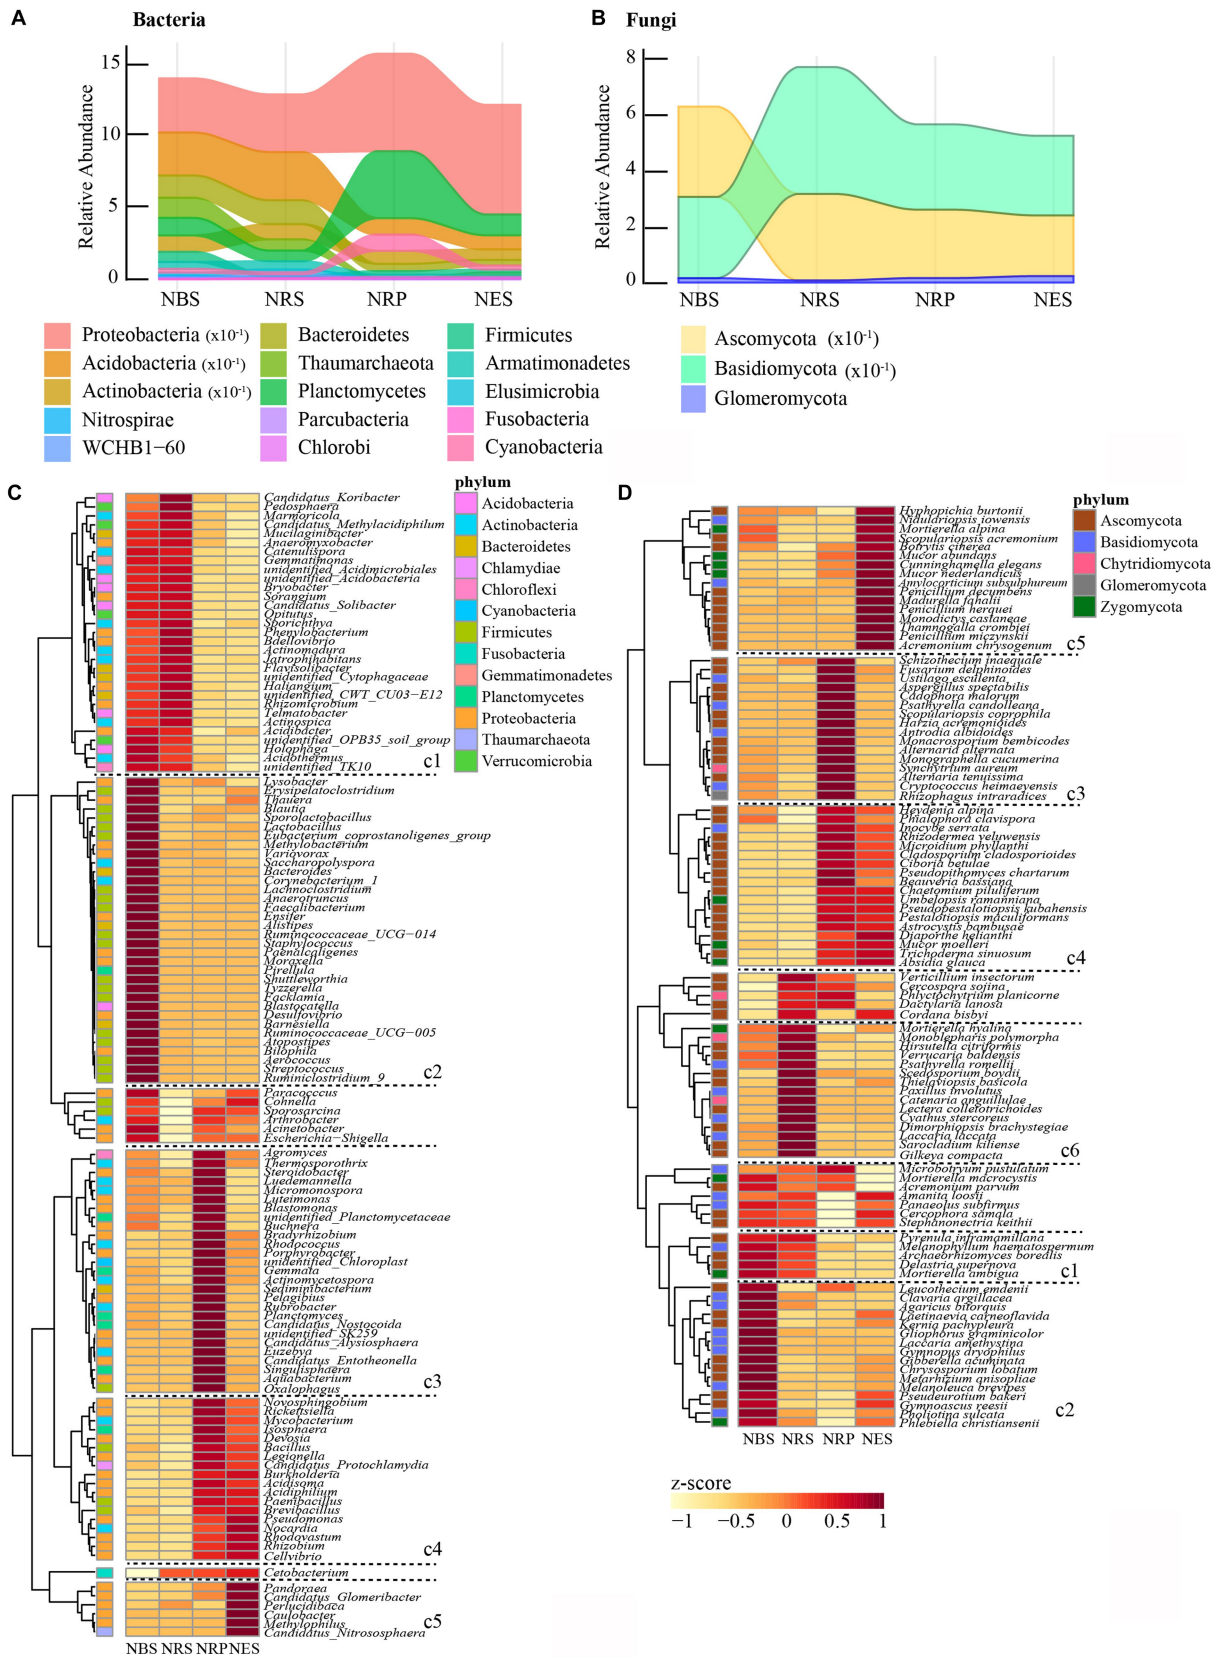 A
Bacteria
Relative Abundance
15
10
5
0
NBS
NRS
NRP
NES
Proteobacteria (x10⁻¹)
Acidobacteria (x10⁻¹)
Actinobacteria (x10⁻¹)
Nitrospirae
WCHB1−60
Bacteroidetes
Thaumarchaeota
Planctomycetes
Parcubacteria
Chlorobi
Firmicutes
Armatimonadetes
Elusimicrobia
Fusobacteria
Cyanobacteria
B
Fungi
Relative Abundance
8
6
4
2
0
NBS
NRS
NRP
NES
Ascomycota (x10⁻¹)
Basidiomycota (x10⁻¹)
Glomeromycota
C
Candidatus_Koribacter
Pedosphaera
Marmoricola
Candidatus_Methylacidiphilum
Mucilaginibacter
Anaeromyxobacter
Catenulispora
Gemmatimonas
unidentified_Acidimicrobiales
unidentified_Acidobacteria
Bryobacter
Sorangium
Candidatus_Solibacter
Opitutus
Sporichthya
Phenylobacterium
Bdellovibrio
Actinomadura
Jatrophihabitans
Flavisolibacter
unidentified_Cytophagaceae
Haliangium
unidentified_CWT_CU03−E12
Rhizomicrobium
Telmatobacter
Actinospica
Acidibacter
unidentified_OPB35_soil_group
Holophaga
Acidothermus
unidentified_TK10
c1
Lysobacter
Erysipelatoclostridium
Thauera
Blautia
Sporolactobacillus
Lactobacillus
Eubacterium_coprostanoligenes_group
Methylobacterium
Variovorax
Saccharopolyspora
Bacteroides
Corynebacterium_1
Lachnoclostridium
Anaerotruncus
Faecalibacterium
Ensifer
Alistipes
Ruminococcaceae_UCG−014
Staphylococcus
Paenalcaligenes
Moraxella
Pirellula
Shuttleworthia
Tyzzerella
Facklamia
Blastocatella
Desulfovibrio
Barnesiella
Ruminococcaceae_UCG−005
Atopostipes
Bilophila
Aerococcus
Streptococcus
Ruminiclostridium_9
c2
Paracoccus
Cohnella
Sporosarcina
Arthrobacter
Acinetobacter
Escherichia−Shigella
Agromyces
Thermosporothrix
Steroidobacter
Luedemannella
Micromonospora
Luteimonas
Blastomonas
unidentified_Planctomycetaceae
Buchnera
Bradyrhizobium
Rhodococcus
Porphyrobacter
unidentified_Chloroplast
Gemmata
Actinomycetospora
Sediminibacterium
Pelagibius
Rubrobacter
Planctomyces
Candidatus_Nostocoida
unidentified_SK259
Candidatus_Alysiosphaera
Euzebya
Candidatus_Entotheonella
Singulisphaera
Aquabacterium
Oxalophagus
c3
Novosphingobium
Rickettsiella
Mycobacterium
Isosphaera
Devosia
Bacillus
Legionella
Candidatus_Protochlamydia
Burkholderia
Acidisoma
Acidiphilium
Paenibacillus
Brevibacillus
Pseudomonas
Nocardia
Rhodovastum
Rhizobium
Cellvibrio
c4
Cetobacterium
Pandoraea
Candidatus_Glomeribacter
Perlucidibaca
Caulobacter
Methylophilus
Candidatus_Nitrososphaera
c5
NBS NRS NRP NES
phylum
Acidobacteria
Actinobacteria
Bacteroidetes
Chlamydiae
Chloroflexi
Cyanobacteria
Firmicutes
Fusobacteria
Gemmatimonadetes
Planctomycetes
Proteobacteria
Thaumarchaeota
Verrucomicrobia
D
Hyphopichia burtonii
Niduldriopsis iowensis
Mortierella alpina
Scopulariopsis acremonium
Botrytis cinerea
Mucor abundans
Cunninghamella elegans
Mucor nederlandicus
Amylocorticium subsulphureum
Penicillium decumbens
Madurella fahalii
Penicillium herquei
Monodictys castaneae
Thamnogalla crombiei
Penicillium miczynskii
Acremonium chrysogenum
c5
Schizothecium inaequale
Fusarium delphinoides
Ustilago esculenta
Aspergillus spectabilis
Cadophora malorum
Psathyrella candolleana
Scopulariopsis coprophila
Harzia acremonioides
Antrodia albidoides
Monacrosporium bembicodes
Alternaria alternata
Monographella cucumerina
Synchytrium aureum
Alternaria tenuissima
Cryptococcus heimaeyensis
Rhizophagus intraradices
c3
Heydenia alpina
Phialophora clavispora
Inocybe serrata
Rhizodermea veluwensis
Microidium phyllanthi
Cladosporium cladosporioides
Ciboria betulae
Pseudopithomyces chartarum
Beauveria bassiana
Chaetomium piluliferum
Umbelopsis ramanniana
Pseudopestalotiopsis kubahensis
Pestalotiopsis maculiformans
Astrocystis bambusae
Diaporthe helianthi
Mucor moelleri
Trichoderma sinuosum
Absidia glauca
c4
Verticillium insectorum
Cercospora sojina
Phlyctochytrium planicorne
Dactylaria lanosa
Cordana bisbyi
Mortierella hyalina
Monoblepharis polymorpha
Hirsutella citriformis
Verrucaria baldensis
Psathyrella romellii
Scedosporium boydii
Thielaviopsis basicola
Paxillus involutus
Catenaria anguillulae
Lectera colletotrichoides
Cyathus stercoreus
Dimorphiopsis brachystegiae
Laccaria laccata
Sarocladium kiliense
Gilkeya compacta
c6
Microbotryum pustulatum
Mortierella macrocystis
Acremonium parvum
Amanita loosii
Panaeolus subfirmus
Cercophora samala
Stephanonectria keithii
Pyrenula inframamillana
Melanophyllum haematospermum
Archaeorhizomyces borealis
Delastria supernova
Mortierella ambigua
c1
Leucothecium emdenii
Clavaria argillacea
Agaricus bitorquis
Laetinaevia carneoflavida
Kernia pachypleura
Gliophorus graminicolor
Laccaria amethystina
Gymnopus dryophilus
Gibberella acuminata
Chrysosporium lobatum
Metarhizium anisopliae
Melanoleuca brevipes
Pseudeurotium bakeri
Gymnoascus reesii
Pholiotina sulcata
Phlebiella christiansenii
c2
NBS NRS NRP NES
phylum
Ascomycota
Basidiomycota
Chytridiomycota
Glomeromycota
Zygomycota
z-score
−1 −0.5 0 0.5 1